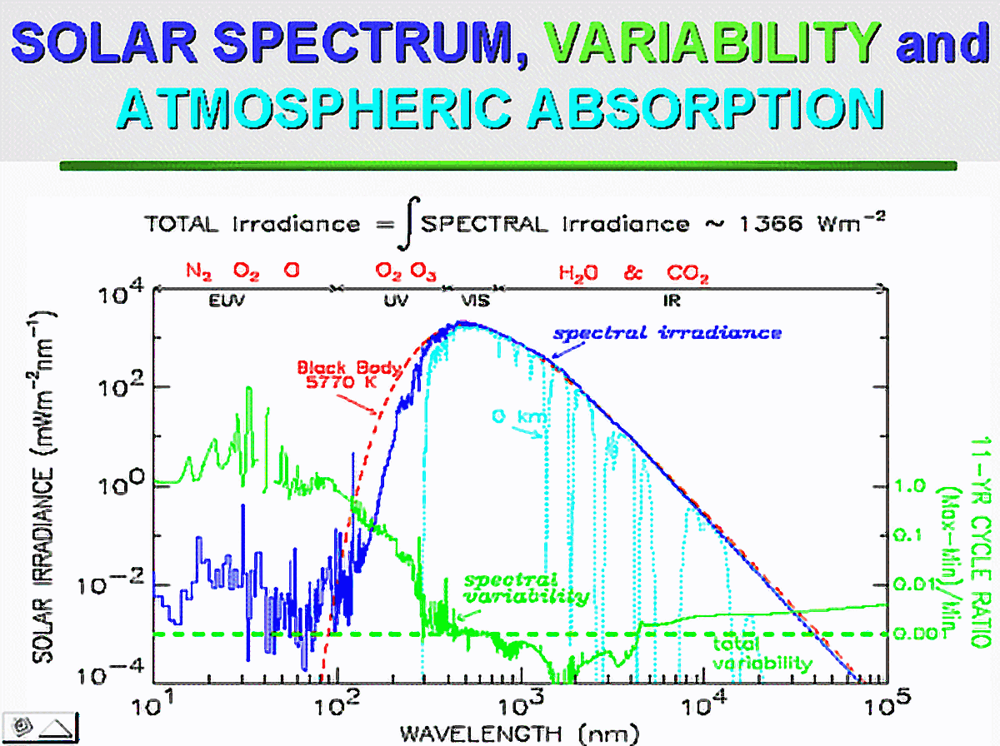 SOLAR SPECTRUM, VARIABILITY and
ATMOSPHERIC ABSORPTION
TOTAL Irradiance = ∫SPECTRAL Irradiance ~ 1366 Wm⁻²
N₂ O₂ O O₂ O₃ H₂O & CO₂
EUV UV VIS IR
10⁴
10²
10⁰
10⁻²
10⁻⁴
SOLAR IRRADIANCE (mWm⁻²nm⁻¹)
spectral irradiance
Black Body
5770 K
0 km
spectral
variability
total
variability
1.0
0.1
0.01
0.001
11-YR CYCLE RATIO
(Max-Min)/Min
10¹ 10² 10³ 10⁴ 10⁵
WAVELENGTH (nm)